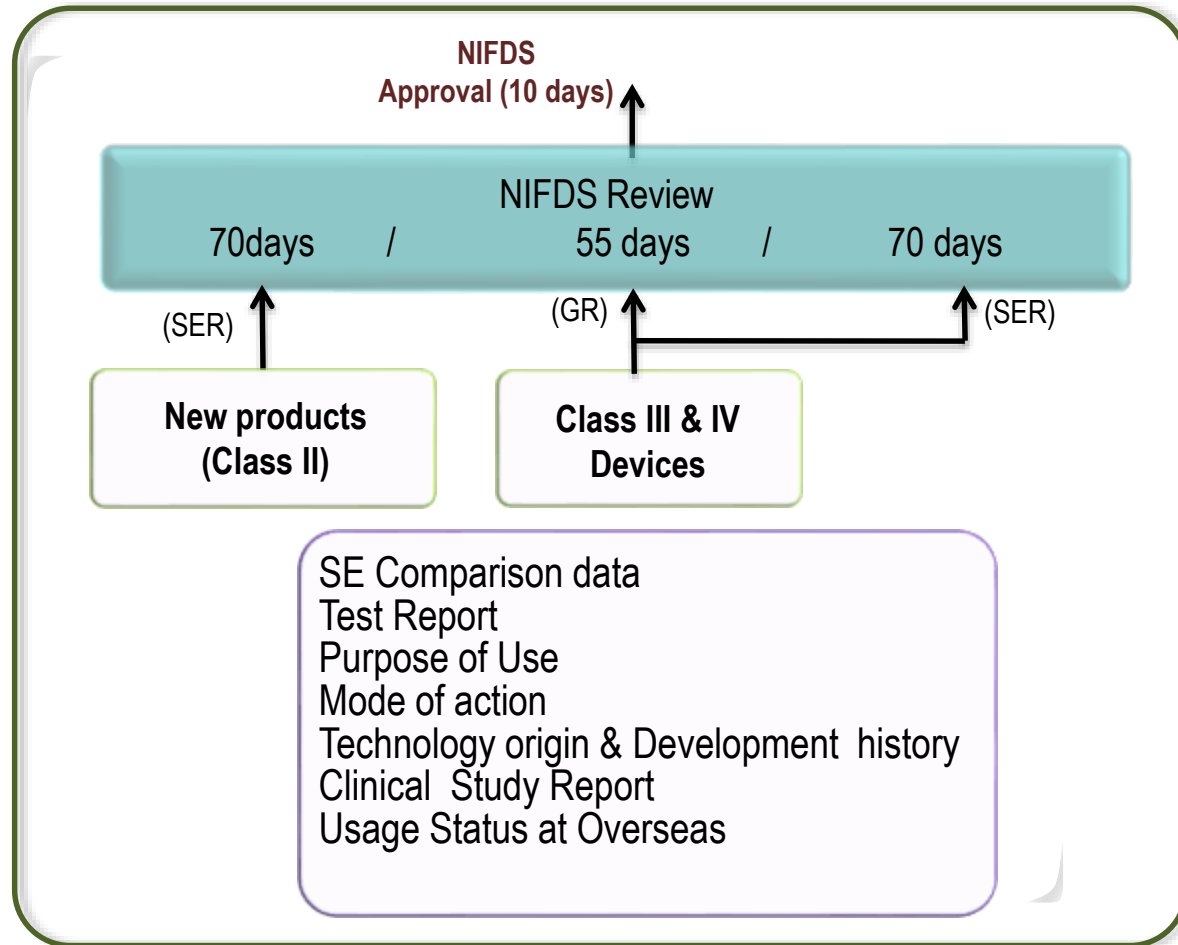 NIFDS
Approval (10 days)
NIFDS Review
70days / 55 days / 70 days
(SER) (GR) (SER)
New products
(Class II)
Class III & IV
Devices
SE Comparison data
Test Report
Purpose of Use
Mode of action
Technology origin & Development history
Clinical Study Report
Usage Status at Overseas